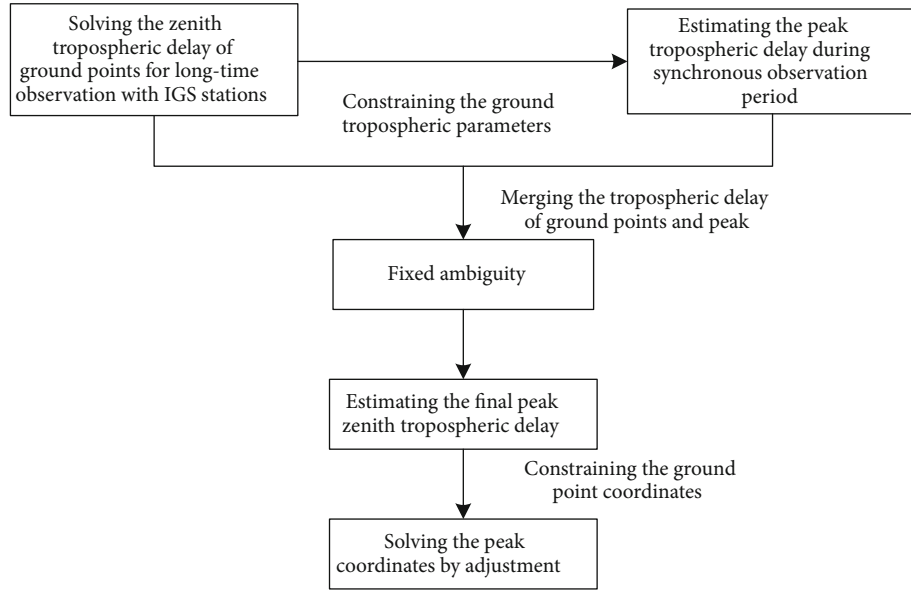 Solving the zenith
tropospheric delay of
ground points for long-time
observation with IGS stations
Estimating the peak
tropospheric delay during
synchronous observation
period
Constraining the ground
tropospheric parameters
Merging the tropospheric delay
of ground points and peak
Fixed ambiguity
Estimating the final peak
zenith tropospheric delay
Constraining the ground
point coordinates
Solving the peak
coordinates by adjustment